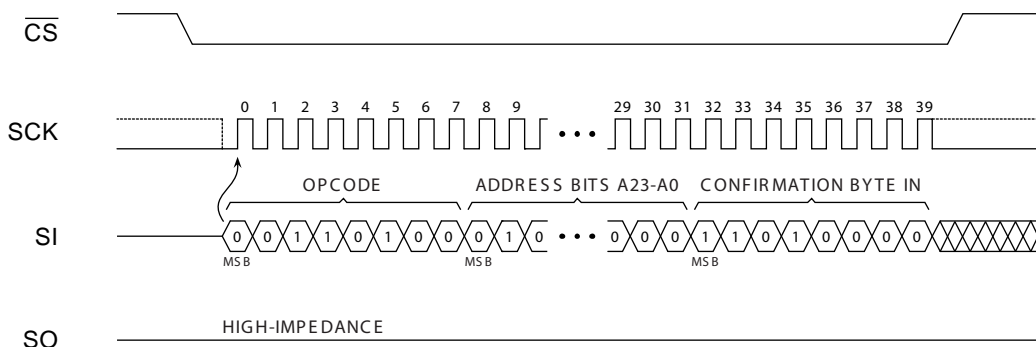 CS
0 1 2 3 4 5 6 7 8 9 29 30 31 32 33 34 35 36 37 38 39
SCK •••
OPCODE ADDRESS BITS A23-A0 CONFIRMATION BYTE IN
SI 0 0 1 1 0 1 0 0 0 1 0 ••• 0 0 0 1 1 0 1 0 0 0 0
MSB MSB MSB
HIGH-IMPEDANCE
SO